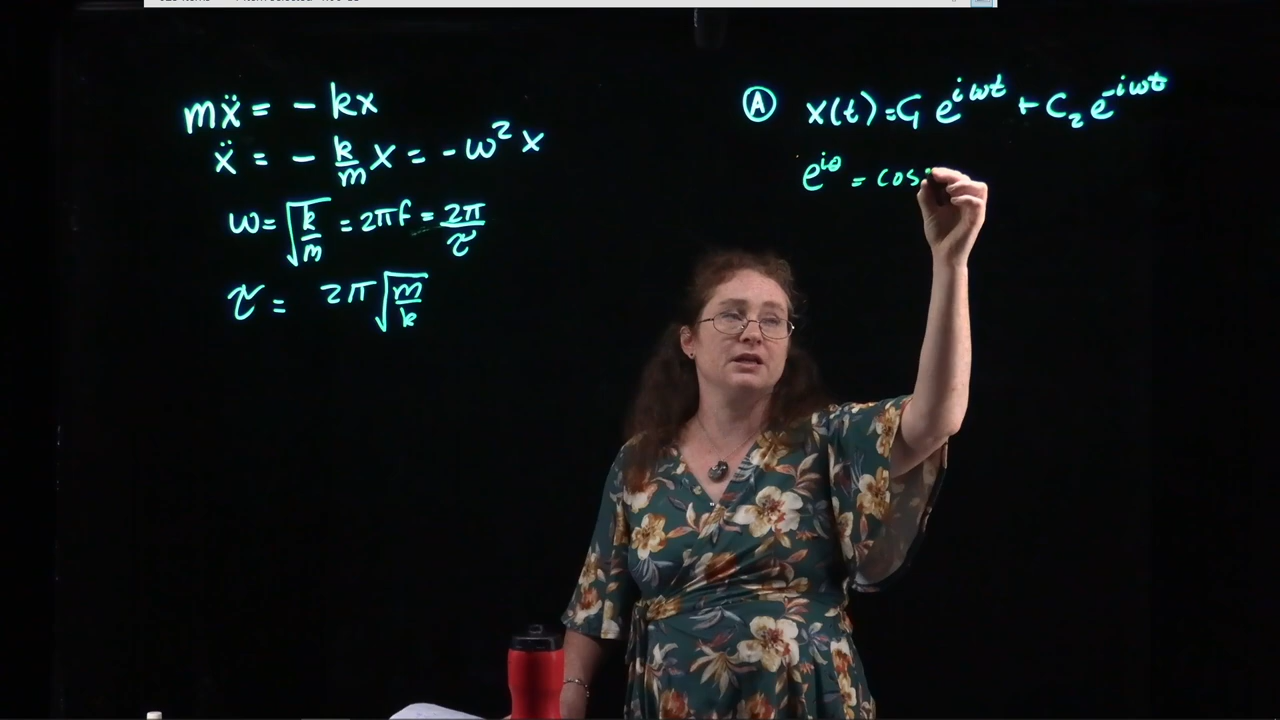 mẍ = - kx
ẍ = - k/m x = -ω² x
ω = √(k/m) = 2πf = 2π/τ
τ = 2π √(m/k)
Ⓐ x(t) = C₁ e^{iωt} + C₂ e^{-iωt}
e^{iθ} = cos